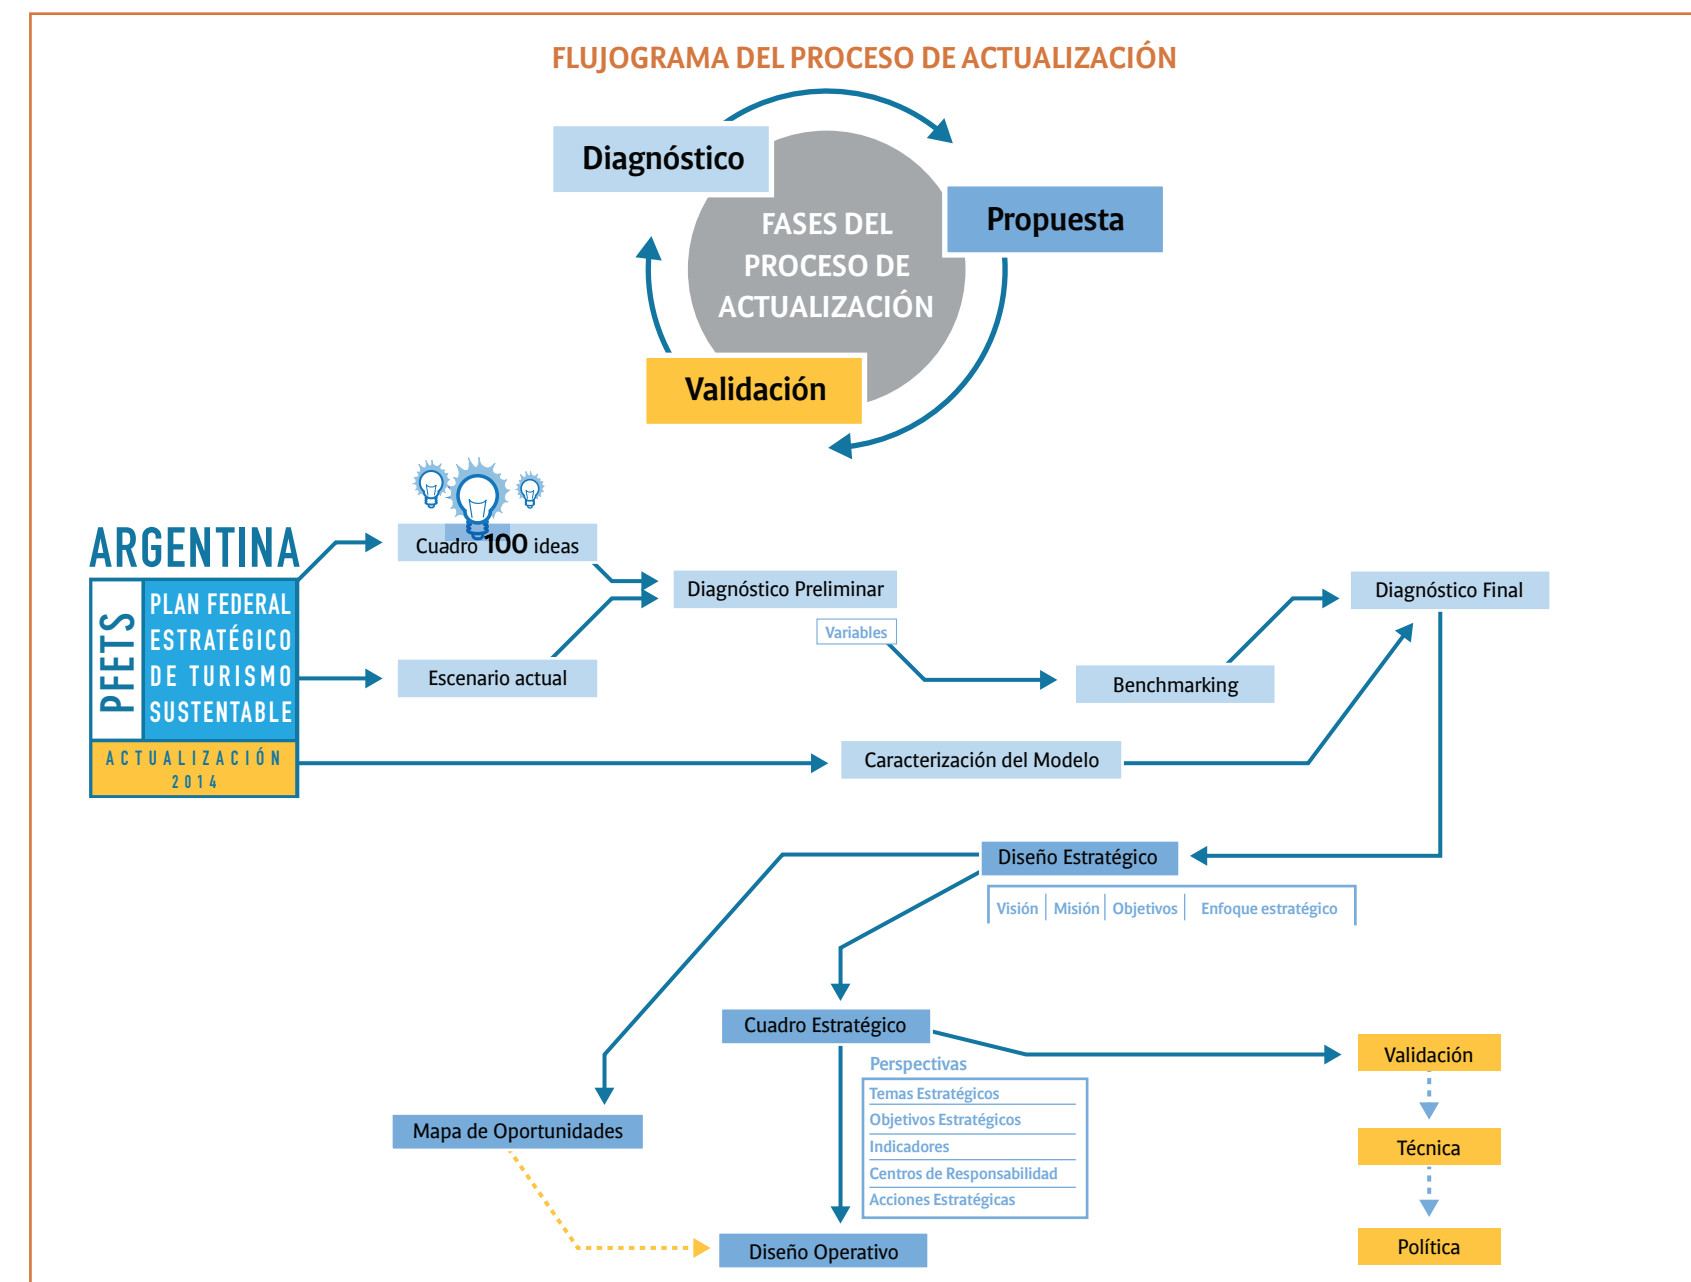 FLUJOGRAMA DEL PROCESO DE ACTUALIZACIÓN
Diagnóstico
Propuesta
FASES DEL
PROCESO DE
ACTUALIZACIÓN
Validación
ARGENTINA
PFETS
PLAN FEDERAL
ESTRATÉGICO
DE TURISMO
SUSTENTABLE
ACTUALIZACIÓN
2014
Cuadro 100 ideas
Escenario actual
Diagnóstico Preliminar
Variables
Benchmarking
Diagnóstico Final
Caracterización del Modelo
Diseño Estratégico
Visión
Misión
Objetivos
Enfoque estratégico
Cuadro Estratégico
Perspectivas
Temas Estratégicos
Objetivos Estratégicos
Indicadores
Centros de Responsabilidad
Acciones Estratégicas
Mapa de Oportunidades
Diseño Operativo
Validación
Técnica
Política